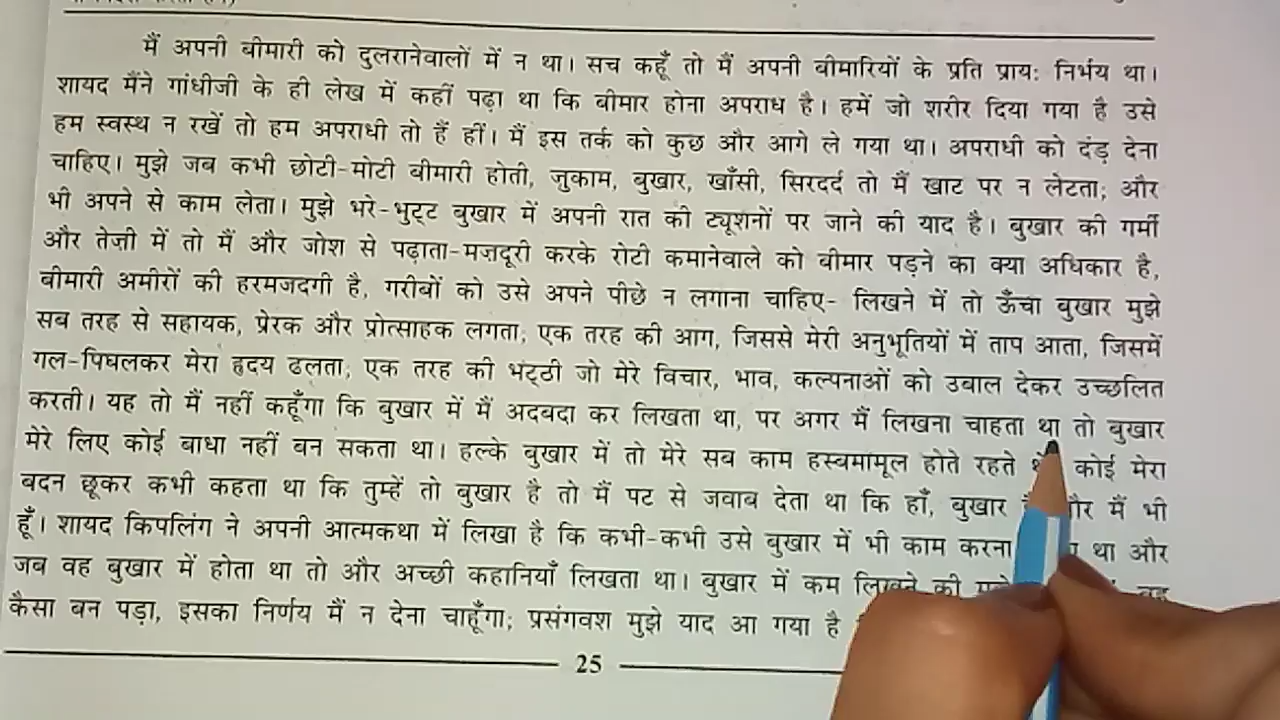 मैं अपनी बीमारी को दुलरानेवालों में न था। सच कहूँ तो मैं अपनी बीमारियों के प्रति प्रायः निर्भय था।
शायद मैंने गांधीजी के ही लेख में कहीं पढ़ा था कि बीमार होना अपराध है। हमें जो शरीर दिया गया है उसे
हम स्वस्थ न रखें तो हम अपराधी तो हैं हीं। मैं इस तर्क को कुछ और आगे ले गया था। अपराधी को दंड़ देना
चाहिए। मुझे जब कभी छोटी-मोटी बीमारी होती, जुकाम, बुखार, खाँसी, सिरदर्द तो मैं खाट पर न लेटता; और
भी अपने से काम लेता। मुझे भरे-भुट्ट बुखार में अपनी रात की ट्यूशनों पर जाने की याद है। बुखार की गर्मी
और तेज़ी में तो मैं और जोश से पढ़ाता-मज़दूरी करके रोटी कमानेवाले को बीमार पड़ने का क्या अधिकार है,
बीमारी अमीरों की हरमजदगी है, गरीबों को उसे अपने पीछे न लगाना चाहिए- लिखने में तो ऊँचा बुखार मुझे
सब तरह से सहायक, प्रेरक और प्रोत्साहक लगता; एक तरह की आग, जिससे मेरी अनुभूतियों में ताप आता, जिसमें
गल-पिघलकर मेरा हृदय ढलता; एक तरह की भट्ठी जो मेरे विचार, भाव, कल्पनाओं को उबाल देकर उच्छलित
करती। यह तो मैं नहीं कहूँगा कि बुखार में मैं अदबदा कर लिखता था, पर अगर मैं लिखना चाहता था तो बुखार
मेरे लिए कोई बाधा नहीं बन सकता था। हल्के बुखार में तो मेरे सब काम हस्वमामूल होते रहते कोई मेरा
बदन छूकर कभी कहता था कि तुम्हें तो बुखार है तो मैं पट से जवाब देता था कि हाँ, बुखार और मैं भी
हूँ। शायद किपलिंग ने अपनी आत्मकथा में लिखा है कि कभी-कभी उसे बुखार में भी काम करना था और
जब वह बुखार में होता था तो और अच्छी कहानियाँ लिखता था। बुखार में कम लिखने की
कैसा बन पड़ा, इसका निर्णय मैं न देना चाहूँगा; प्रसंगवश मुझे याद आ गया है
25